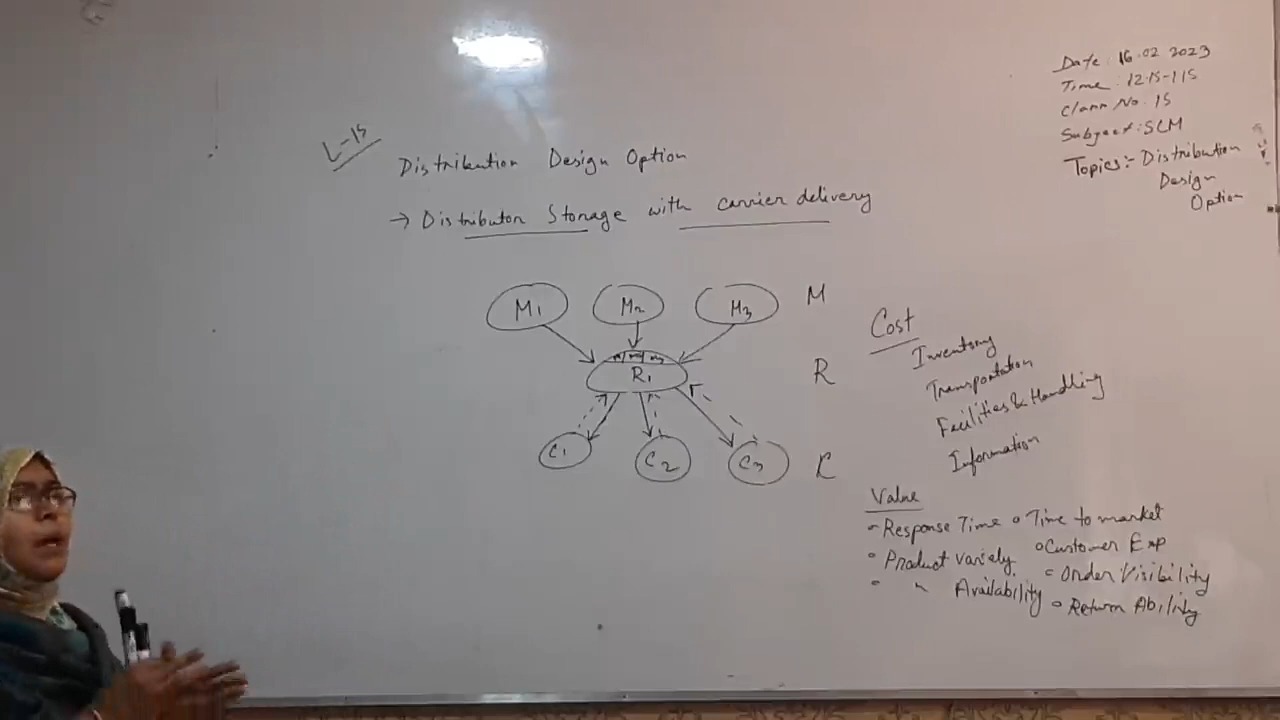 L-15
Distribution Design Option
→ Distributor Storage with carrier delivery
M1 M2 M3 M
R1 R
C1 C2 C3 C
Date: 16.02 2023
Time: 12.15-1 15
Class No. 15
Subject: SCM
Topics:- Distribution
Design
Option
Cost
Inventory
Transportation
Facilities & Handling
Information
Value
Response Time Time to market
Product variety Customer Exp
" Availability Order Visibility
Return Ability